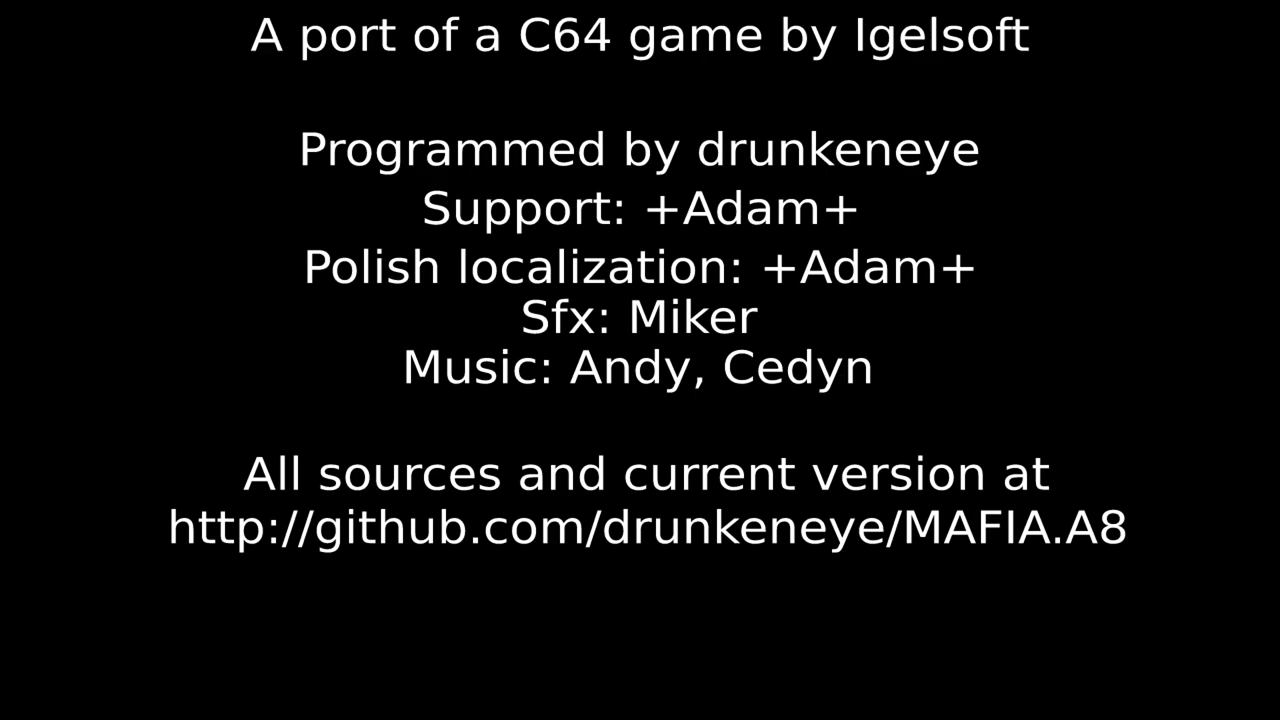 A port of a C64 game by Igelsoft
Programmed by drunkeneye
Support: +Adam+
Polish localization: +Adam+
Sfx: Miker
Music: Andy, Cedyn
All sources and current version at
http://github.com/drunkeneye/MAFIA.A8